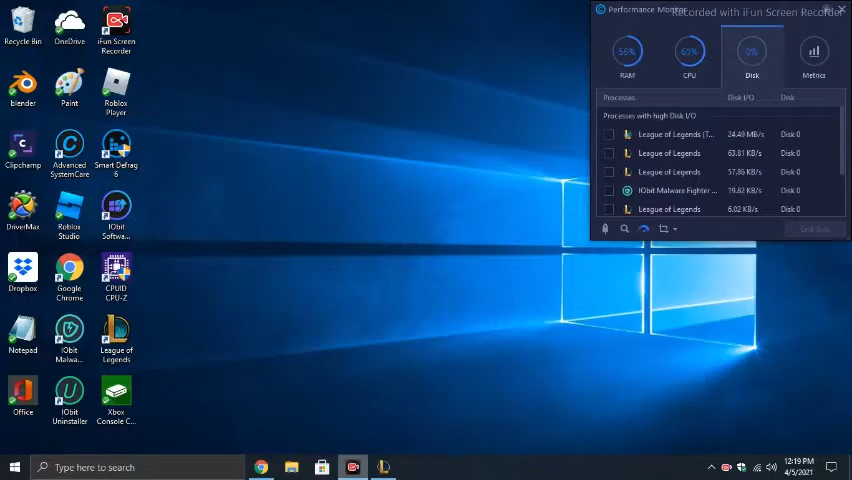 Recycle Bin
OneDrive
iFun Screen
Recorder
blender
Paint
Roblox
Player
Clipchamp
Advanced
SystemCare
Smart Defrag
6
DriverMax
Roblox
Studio
IObit
Softwa...
Dropbox
Google
Chrome
CPUID
CPU-Z
Notepad
IObit
Malwa...
League of
Legends
Office
IObit
Uninstaller
Xbox
Console C...
Performance Monitor
Recorded with iFun Screen Recorder
RAM
CPU
0%
Disk
Metrics
Processes Disk I/O Disk
Processes with high Disk I/O
League of Legends (T... 24.49 MB/s Disk 0
League of Legends 63.81 KB/s Disk 0
League of Legends 57.86 KB/s Disk 0
IObit Malware Fighter ... 19.82 KB/s Disk 0
League of Legends 6.02 KB/s Disk 0
End Task
Type here to search
12:19 PM
4/5/2021